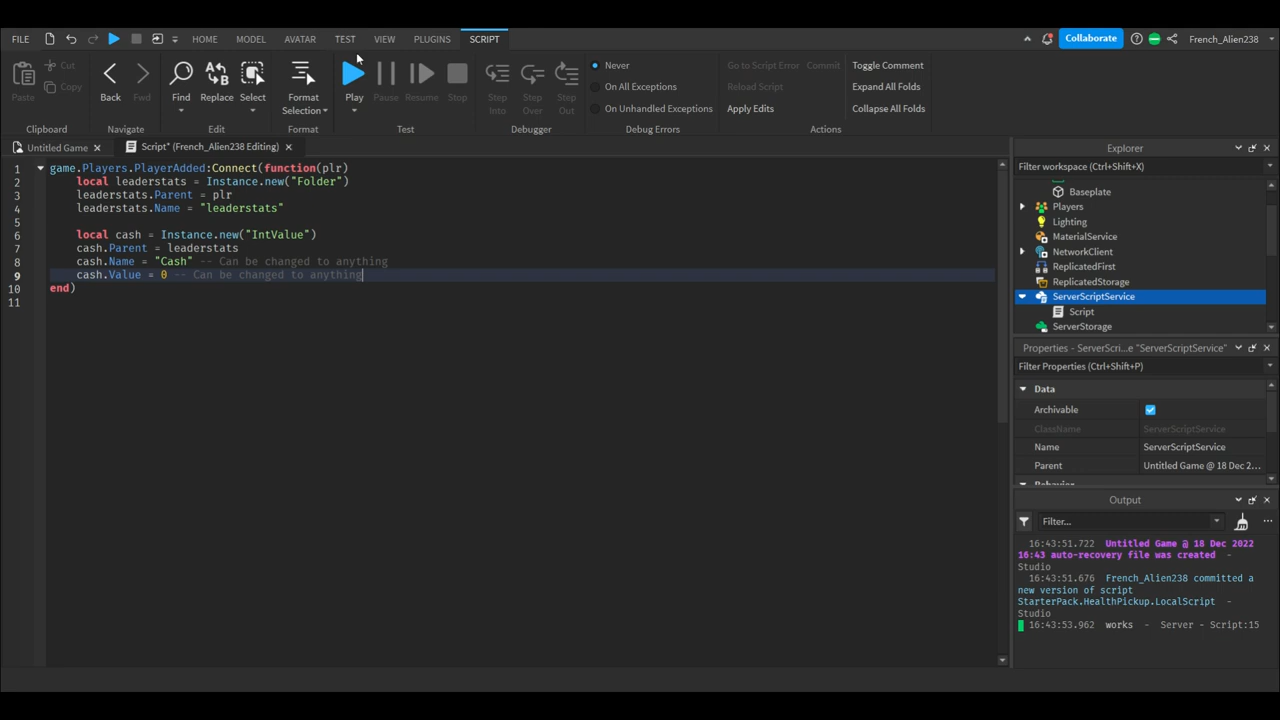 FILE HOME MODEL AVATAR TEST VIEW PLUGINS SCRIPT Collaborate French_Alien238
Paste Cut Copy Back Fwd Find Replace Select Format Selection Play Pause Resume Stop Step Into Step Over Step Out
Never Go to Script Error Commit Toggle Comment
On All Exceptions Reload Script Expand All Folds
On Unhandled Exceptions Apply Edits Collapse All Folds
Clipboard Navigate Edit Format Test Debugger Debug Errors Actions
Untitled Game × Script* (French_Alien238 Editing) ×
1 game.Players.PlayerAdded:Connect(function(plr)
2 local leaderstats = Instance.new("Folder")
3 leaderstats.Parent = plr
4 leaderstats.Name = "leaderstats"
5
6 local cash = Instance.new("IntValue")
7 cash.Parent = leaderstats
8 cash.Name = "Cash" -- Can be changed to anything
9 cash.Value = 0 -- Can be changed to anything
10 end)
11
Explorer
Filter workspace (Ctrl+Shift+X)
Baseplate
Players
Lighting
MaterialService
NetworkClient
ReplicatedFirst
ReplicatedStorage
ServerScriptService
Script
ServerStorage
Properties - ServerScri...e "ServerScriptService"
Filter Properties (Ctrl+Shift+P)
Data
Archivable
ClassName ServerScriptService
Name ServerScriptService
Parent Untitled Game @ 18 Dec 2...
Behavior
Output
Filter...
16:43:51.722 Untitled Game @ 18 Dec 2022
16:43 auto-recovery file was created -
Studio
16:43:51.676 French_Alien238 committed a
new version of script
StarterPack.HealthPickup.LocalScript -
Studio
16:43:53.962 works - Server - Script:15